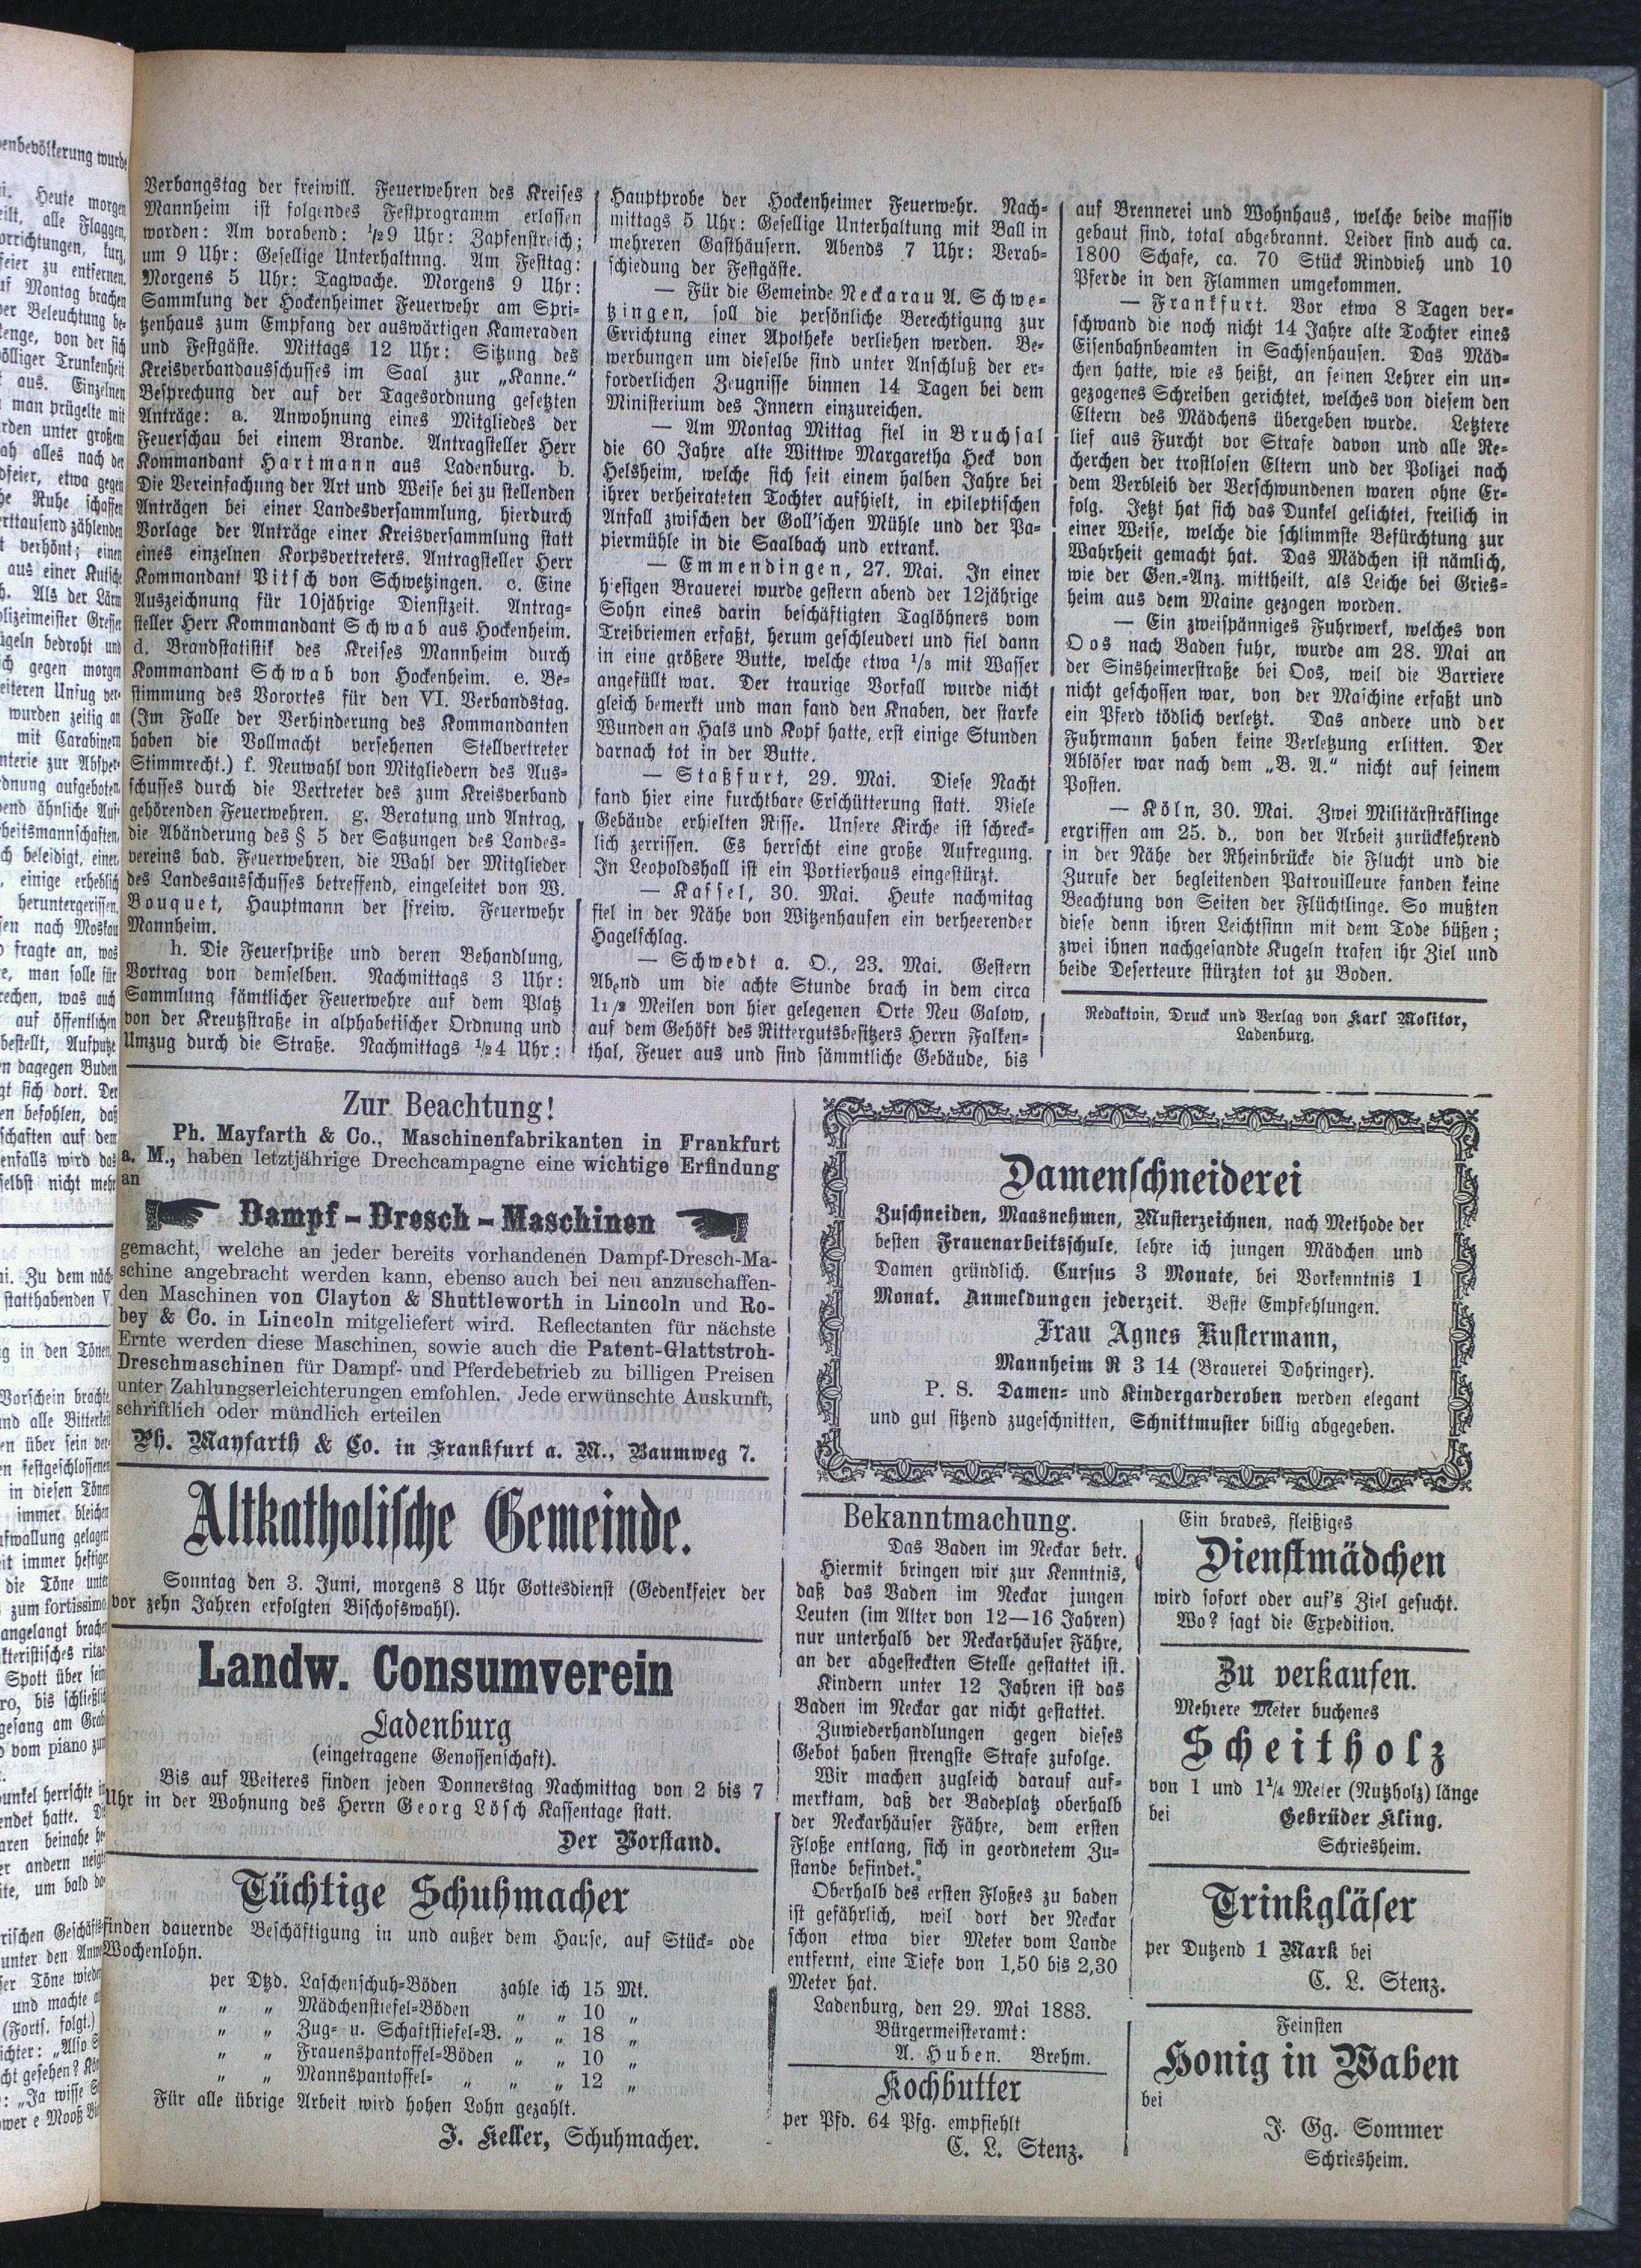 Verbangstag der freiwill. Feuerwehren des Kreises
Mannheim ist folgendes Festprogramm erlassen
worden: Am vorabend: ½9 Uhr: Zapfenstreich;
um 9 Uhr: Gesellige Unterhaltnng. Am Festtag:
Morgens 5 Uhr: Tagwache. Morgens 9 Uhr:
Sammlung der Hockenheimer Feuerwehr am Spri-
tzenhaus zum Empfang der auswärtigen Kameraden
und Festgäste. Mittags 12 Uhr: Sitzung des
Kreisverbandausschusses im Saal zur „Kanne.“
Besprechung der auf der Tagesordnung gesetzten
Anträge: a. Anwohnung eines Mitgliedes der
Feuerschau bei einem Brande. Antragsteller Herr
Kommandant Hartmann aus Ladenburg. b.
Die Vereinfachung der Art und Weise bei zu stellenden
Anträgen bei einer Landesversammlung, hierdurch
Vorlage der Anträge einer Kreisversammlung statt
eines einzelnen Korpsvertreters. Antragsteller Herr
Kommandant Pitsch von Schwetzingen. c. Eine
Auszeichnung für 10jährige Dienstzeit. Antrag-
steller Herr Kommandant Schwab aus Hockenheim.
d. Brandstatistik des Kreises Mannheim durch
Kommandant Schwab von Hockenheim. e. Be-
stimmung des Vorortes für den VI. Verbandstag.
(Im Falle der Verhinderung des Kommandanten
haben die Vollmacht versehenen Stellvertreter
Stimmrecht.) f. Neuwahl von Mitgliedern des Aus-
schusses durch die Vertreter des zum Kreisverband
gehörenden Feuerwehren. g. Beratung und Antrag,
die Abänderung des § 5 der Satzungen des Landes-
vereins bad. Feuerwehren, die Wahl der Mitglieder
des Landesausschusses betreffend, eingeleitet von W.
Bouquet, Hauptmann der freiw. Feuerwehr
Mannheim.
h. Die Feuerspriße und deren Behandlung,
Vortrag von demselben. Nachmittags 3 Uhr:
Sammlung sämtlicher Feuerwehre auf dem Platz
von der Kreutzstraße in alphabetischer Ordnung und
Umzug durch die Straße. Nachmittags ½4 Uhr:
Hauptprobe der Hockenheimer Feuerwehr. Nach-
mittags 5 Uhr: Gesellige Unterhaltung mit Ball in
mehreren Gasthäusern. Abends 7 Uhr: Verab-
schiedung der Festgäste.
— Für die Gemeinde Neckarau A. Schwe-
tzingen, soll die persönliche Berechtigung zur
Errichtung einer Apotheke verliehen werden. Be-
werbungen um dieselbe sind unter Anschluß der er-
forderlichen Zeugnisse binnen 14 Tagen bei dem
Ministerium des Innern einzureichen.
— Am Montag Mittag fiel in Bruchsal
die 60 Jahre alte Wittwe Margaretha Heck von
Helsheim, welche sich seit einem halben Jahre bei
ihrer verheirateten Tochter aufhielt, in epileptischen
Anfall zwischen der Goll'schen Mühle und der Pa-
piermühle in die Saalbach und ertrank.
— Emmendingen, 27. Mai. In einer
hiesigen Brauerei wurde gestern abend der 12jährige
Sohn eines darin beschäftigten Taglöhners vom
Treibriemen erfaßt, herum geschleudert und fiel dann
in eine größere Butte, welche etwa ⅓ mit Wasser
angefüllt war. Der traurige Vorfall wurde nicht
gleich bemerkt und man fand den Knaben, der starke
Wunden an Hals und Kopf hatte, erst einige Stunden
darnach tot in der Butte.
— Staßfurt, 29. Mai. Diese Nacht
fand hier eine furchtbare Erschütterung statt. Viele
Gebäude erhielten Risse. Unsere Kirche ist schreck-
lich zerrissen. Es herrscht eine große Aufregung.
In Leopoldshall ist ein Portierhaus eingestürzt.
— Kassel, 30. Mai. Heute nachmitag
fiel in der Nähe von Witzenhausen ein verheerender
Hagelschlag.
— Schwedt a. O., 23. Mai. Gestern
Abend um die achte Stunde brach in dem circa
1½ Meilen von hier gelegenen Orte Neu Galow,
auf dem Gehöft des Rittergutsbesitzers Herrn Falken-
thal, Feuer aus und sind sämmtliche Gebäude, bis
auf Brennerei und Wohnhaus, welche beide massiv
gebaut sind, total abgebrannt. Leider sind auch ca.
1800 Schafe, ca. 70 Stück Rindvieh und 10
Pferde in den Flammen umgekommen.
— Frankfurt. Vor etwa 8 Tagen ver-
schwand die noch nicht 14 Jahre alte Tochter eines
Eisenbahnbeamten in Sachsenhausen. Das Mäd-
chen hatte, wie es heißt, an seinen Lehrer ein un-
gezogenes Schreiben gerichtet, welches von diesem den
Eltern des Mädchens übergeben wurde. Letztere
lief aus Furcht vor Strafe davon und alle Re-
cherchen der trostlosen Eltern und der Polizei nach
dem Verbleib der Verschwundenen waren ohne Er-
folg. Jetzt hat sich das Dunkel gelichtet, freilich in
einer Weise, welche die schlimmste Befürchtung zur
Wahrheit gemacht hat. Das Mädchen ist nämlich,
wie der Gen.-Anz. mittheilt, als Leiche bei Gries-
heim aus dem Maine gezogen worden.
— Ein zweispänniges Fuhrwerk, welches von
Oos nach Baden fuhr, wurde am 28. Mai an
der Sinsheimerstraße bei Oos, weil die Barriere
nicht geschossen war, von der Maschine erfaßt und
ein Pferd tödlich verletzt. Das andere und der
Fuhrmann haben keine Verletzung erlitten. Der
Ablöser war nach dem „B. A.“ nicht auf seinem
Posten.
— Köln, 30. Mai. Zwei Militärsträflinge
ergriffen am 25. d., von der Arbeit zurückkehrend
in der Nähe der Rheinbrücke die Flucht und die
Zurufe der begleitenden Patrouilleure fanden keine
Beachtung von Seiten der Flüchtlinge. So mußten
diese denn ihren Leichtsinn mit dem Tode büßen;
zwei ihnen nachgesandte Kugeln trafen ihr Ziel und
beide Deserteure stürzten tot zu Boden.
Redaktoin, Druck und Verlag von Karl Molitor,
Ladenburg.
Zur Beachtung!
Ph. Mayfarth & Co., Maschinenfabrikanten in Frankfurt
a. M., haben letztjährige Drechcampagne eine wichtige Erfindung
an
Dampf-Dresch-Maschinen
gemacht, welche an jeder bereits vorhandenen Dampf-Dresch-Ma-
schine angebracht werden kann, ebenso auch bei neu anzuschaffen-
den Maschinen von Clayton & Shuttleworth in Lincoln und Ro-
bey & Co. in Lincoln mitgeliefert wird. Reflectanten für nächste
Ernte werden diese Maschinen, sowie auch die Patent-Glattstroh-
Dreschmaschinen für Dampf- und Pferdebetrieb zu billigen Preisen
unter Zahlungserleichterungen emfohlen. Jede erwünschte Auskunft,
schriftlich oder mündlich erteilen
Ph. Mayfarth & Co. in Frankfurt a. M., Baumweg 7.
Altkatholische Gemeinde.
Sonntag den 3. Juni, morgens 8 Uhr Gottesdienst (Gedenkfeier der
vor zehn Jahren erfolgten Bischofswahl).
Landw. Consumverein
Ladenburg
(eingetragene Genossenschaft).
Bis auf Weiteres finden jeden Donnerstag Nachmittag von 2 bis 7
Uhr in der Wohnung des Herrn Georg Lösch Kassentage statt.
Der Vorstand.
Tüchtige Schuhmacher
finden dauernde Beschäftigung in und außer dem Hause, auf Stück- ode
Wochenlohn.
per Dtzd. Laschenschuh-Böden zahle ich 15 Mk.
„ „ Mädchenstiefel-Böden „ „ 10 „
„ „ Zug- u. Schaftstiefel-B. „ „ 18 „
„ „ Frauenspantoffel-Böden „ „ 10 „
„ „ Mannspantoffel- „ „ „ 12 „
Für alle übrige Arbeit wird hohen Lohn gezahlt.
J. Keller, Schuhmacher.
Damenschneiderei
Zuschneiden, Maasnehmen, Musterzeichnen, nach Methode der
besten Frauenarbeitsschule, lehre ich jungen Mädchen und
Damen gründlich. Cursus 3 Monate, bei Vorkenntnis 1
Monat. Anmeldungen jederzeit. Beste Empfehlungen.
Frau Agnes Kustermann,
Mannheim R 3 14 (Brauerei Dohringer).
P. S. Damen- und Kindergarderoben werden elegant
und gut sitzend zugeschnitten, Schnittmuster billig abgegeben.
Bekanntmachung.
Das Baden im Neckar betr.
Hiermit bringen wir zur Kenntnis,
daß das Baden im Neckar jungen
Leuten (im Alter von 12—16 Jahren)
nur unterhalb der Neckarhäuser Fähre,
an der abgesteckten Stelle gestattet ist.
Kindern unter 12 Jahren ist das
Baden im Neckar gar nicht gestattet.
Zuwiederhandlungen gegen dieses
Gebot haben strengste Strafe zufolge.
Wir machen zugleich darauf auf-
merktam, daß der Badeplatz oberhalb
der Neckarhäuser Fähre, dem ersten
Floße entlang, sich in geordnetem Zu-
stande befindet.
Oberhalb des ersten Floßes zu baden
ist gefährlich, weil dort der Neckar
schon etwa vier Meter vom Lande
entfernt, eine Tiefe von 1,50 bis 2,30
Meter hat.
Ladenburg, den 29. Mai 1883.
Bürgermeisteramt:
A. Huben. Brehm.
Kochbutter
per Pfd. 64 Pfg. empfiehlt
C. L. Stenz.
Ein braves, fleißiges
Dienstmädchen
wird sofort oder auf's Ziel gesucht.
Wo? sagt die Expedition.
Zu verkaufen.
Mehrere Meter buchenes
Scheitholz
von 1 und 1¼ Meter (Nutzholz) länge
bei Gebrüder Kling.
Schriesheim.
Trinkgläser
per Dutzend 1 Mark bei
C. L. Stenz.
Feinsten
Honig in Waben
bei
J. Gg. Sommer
Schriesheim.